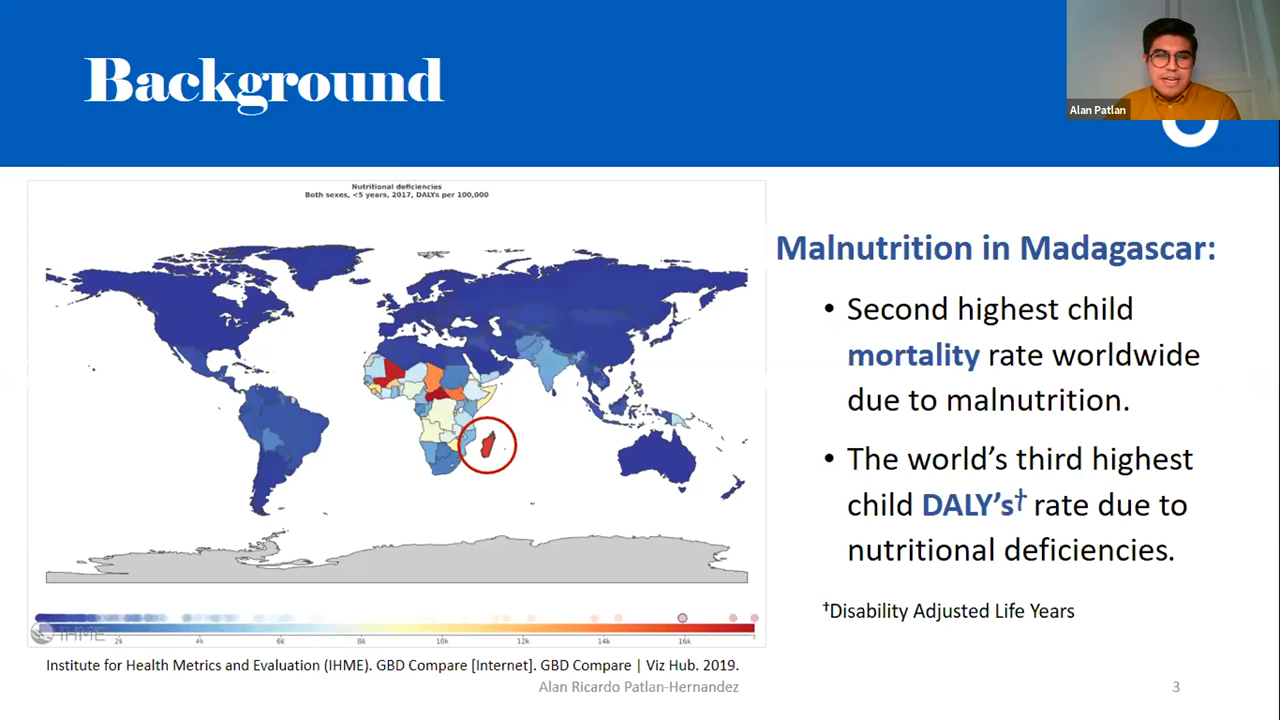 Background
Alan Patlan
Nutritional deficiencies
Both sexes, <5 years, 2017, DALYs per 100,000
Malnutrition in Madagascar:
• Second highest child
mortality rate worldwide
due to malnutrition.
• The world’s third highest
child DALY’s† rate due to
nutritional deficiencies.
†Disability Adjusted Life Years
IHME
2k 4k 6k 8k 10k 12k 14k 16k
Institute for Health Metrics and Evaluation (IHME). GBD Compare [Internet]. GBD Compare | Viz Hub. 2019.
Alan Ricardo Patlan-Hernandez
3